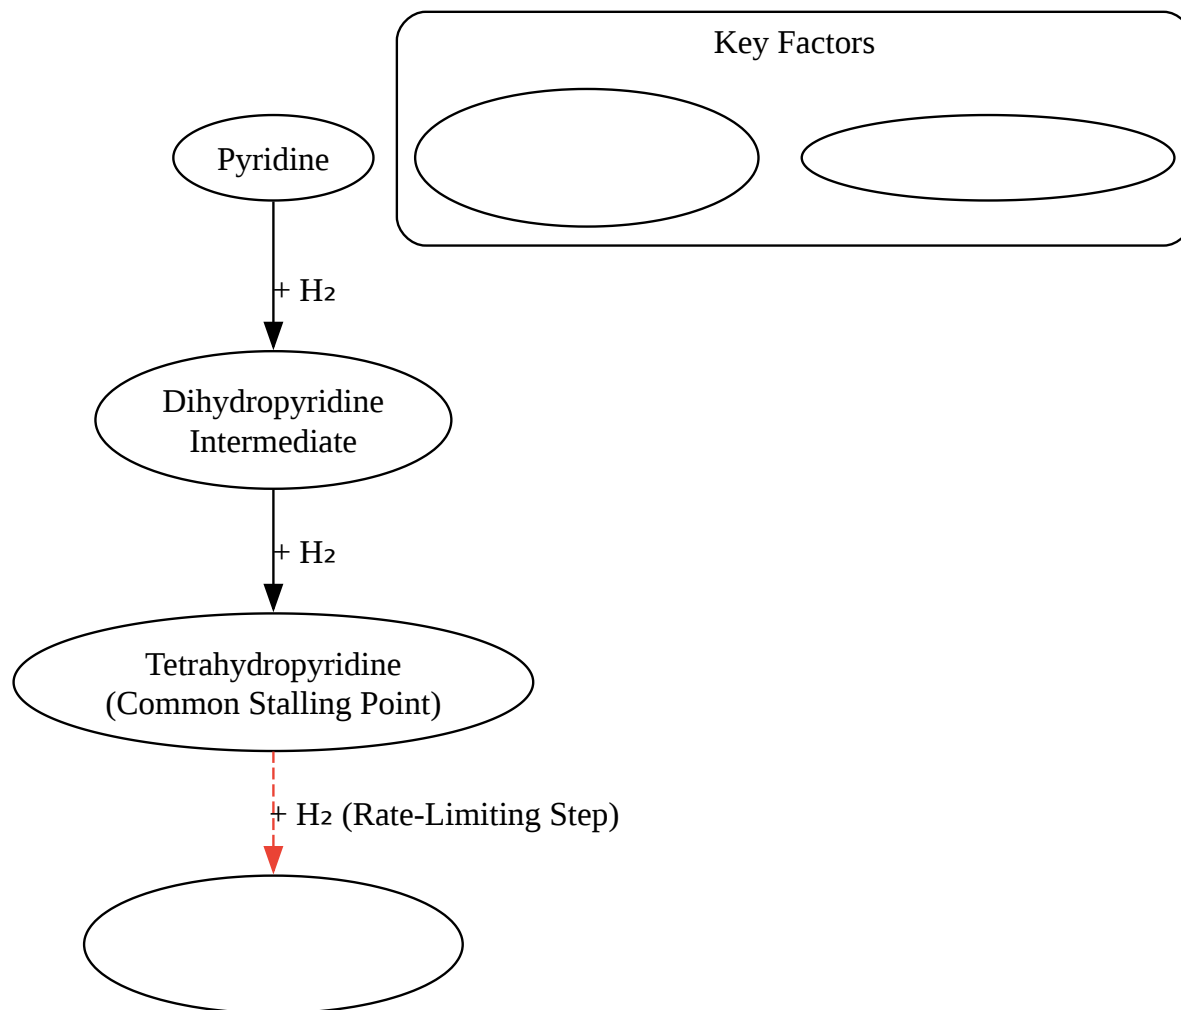 Key Factors
Pyridine
+ H₂
Dihydropyridine
Intermediate
+ H₂
Tetrahydropyridine
(Common Stalling Point)
+ H₂ (Rate-Limiting Step)